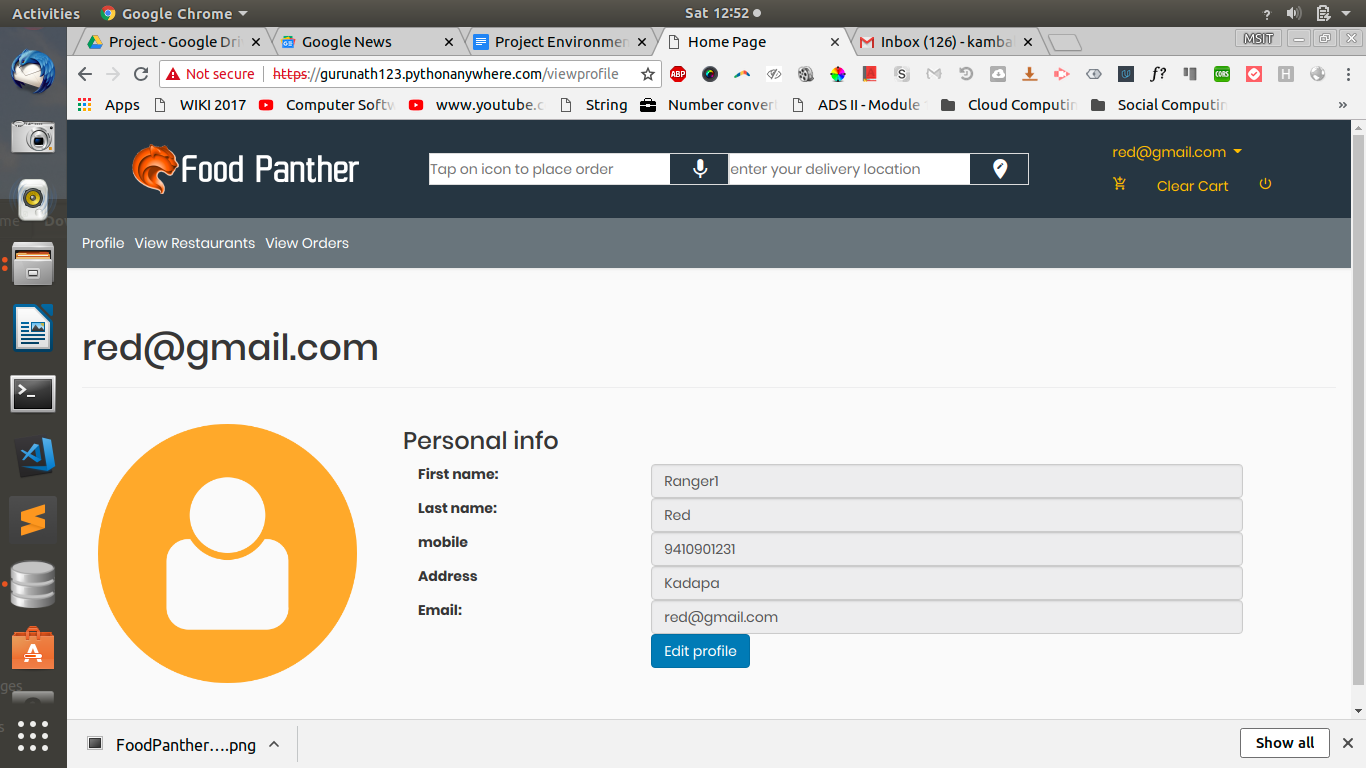 Activities Google Chrome Sat 12:52
Project - Google Dri Google News Project Environmen Home Page Inbox (126) - kamba MSIT
Not secure https://gurunath123.pythonanywhere.com/viewprofile
Apps WIKI 2017 Computer Softw www.youtube.c String Number conver ADS II - Module Cloud Computin Social Computin »
Food Panther
Tap on icon to place order enter your delivery location
red@gmail.com
Clear Cart
Profile View Restaurants View Orders
red@gmail.com
Personal info
First name: Ranger1
Last name: Red
mobile 9410901231
Address Kadapa
Email: red@gmail.com
Edit profile
FoodPanther....png Show all